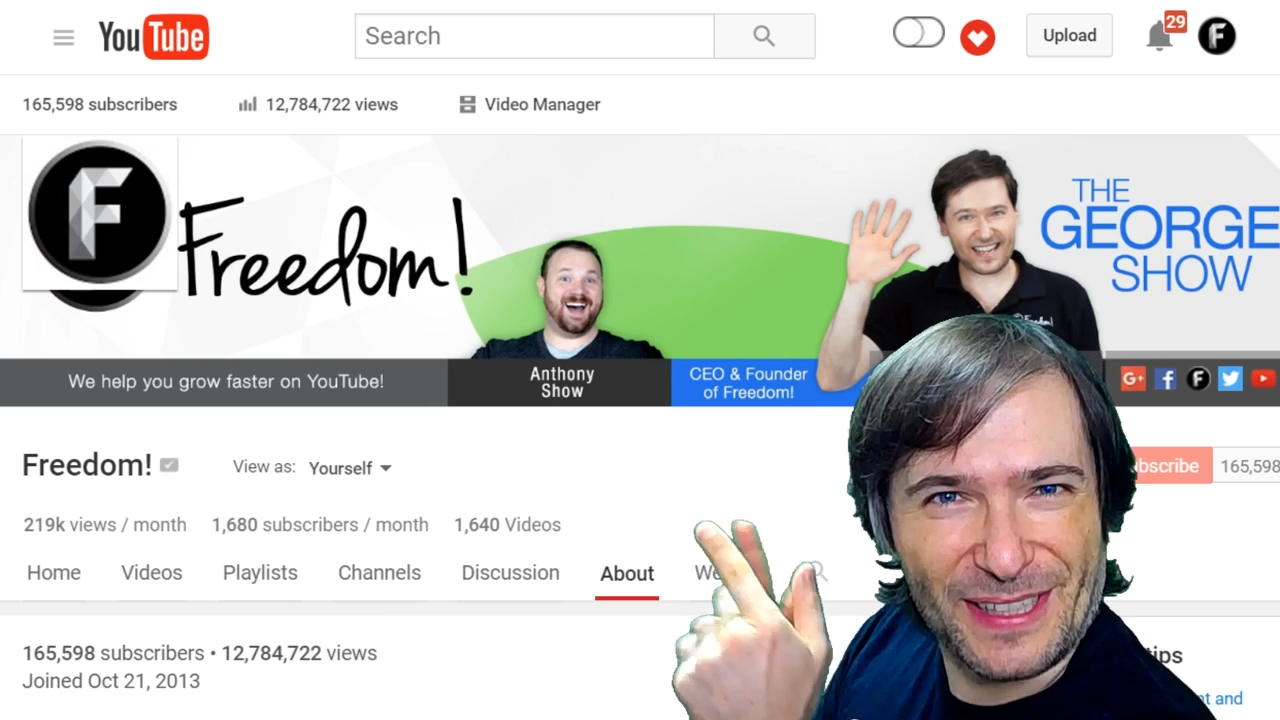 YouTube
Search
Upload
29
F
165,598 subscribers
12,784,722 views
Video Manager
F
Freedom!
THE
GEORGE
SHOW
Freedom!
We help you grow faster on YouTube!
Anthony
Show
CEO & Founder
of Freedom!
G+
f
F
Freedom!
View as: Yourself
bscribe
165,598
219k views / month
1,680 subscribers / month
1,640 Videos
Home
Videos
Playlists
Channels
Discussion
About
We
165,598 subscribers • 12,784,722 views
Joined Oct 21, 2013
tips
nt and